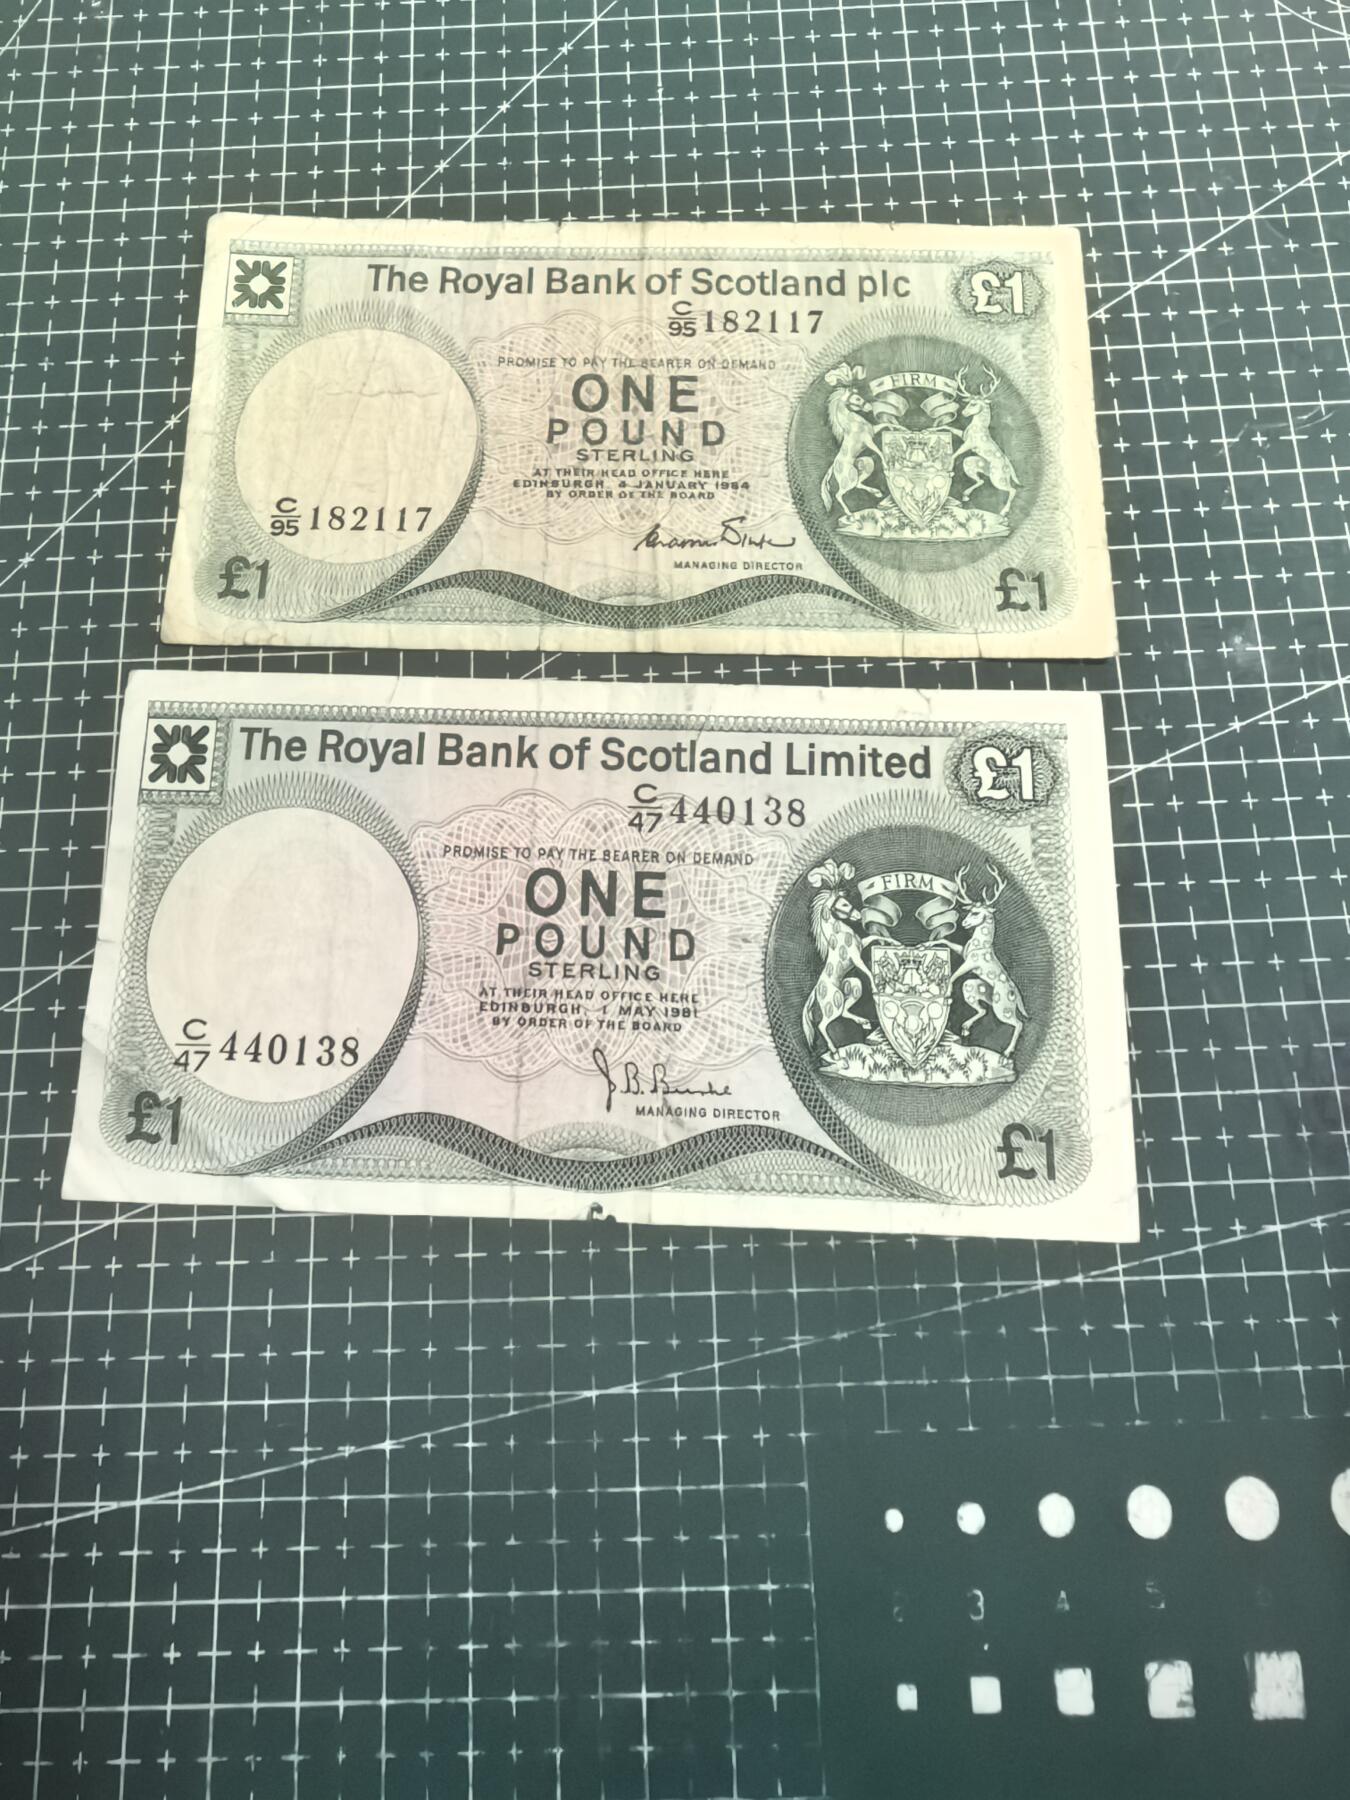 The Royal Bank of Scotland plc
£1
C/95 182117
PROMISE TO PAY THE BEARER ON DEMAND
ONE
POUND
STERLING
AT THEIR HEAD OFFICE HERE
EDINBURGH, 4 JANUARY 1984
BY ORDER OF THE BOARD
FIRM
C/95 182117
MANAGING DIRECTOR
£1
£1
The Royal Bank of Scotland Limited
£1
C/47 440138
PROMISE TO PAY THE BEARER ON DEMAND
ONE
POUND
STERLING
AT THEIR HEAD OFFICE HERE
EDINBURGH, 1 MAY 1981
BY ORDER OF THE BOARD
FIRM
C/47 440138
J. B. Burke
MANAGING DIRECTOR
£1
£1
3
4
5